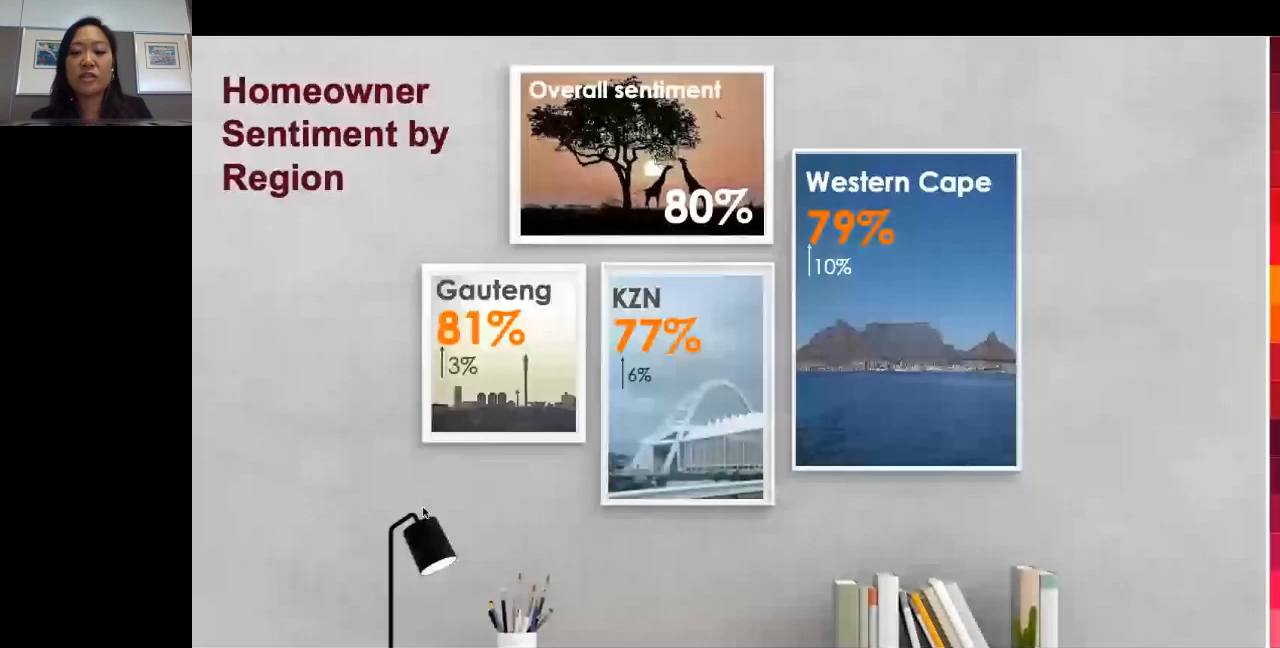 Homeowner
Sentiment by
Region
Overall sentiment
80%
Western Cape
79%
10%
Gauteng
81%
3%
KZN
77%
6%